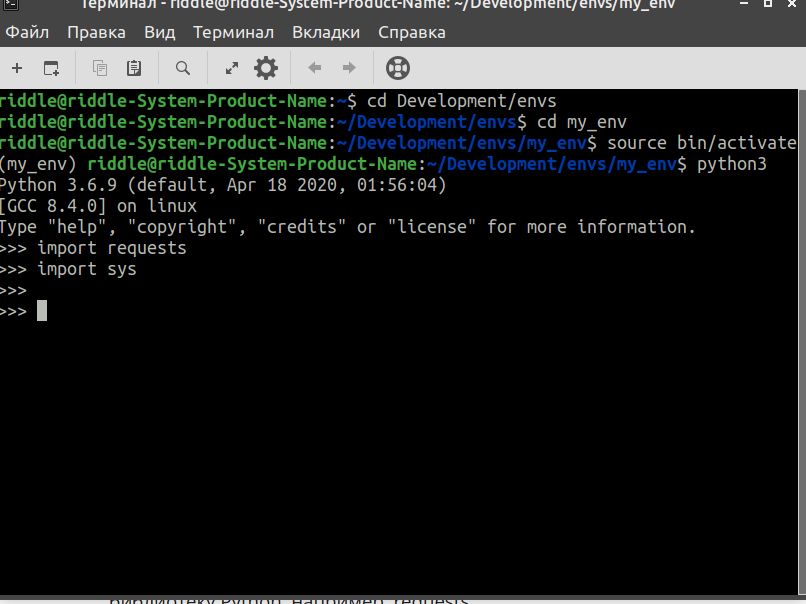 Терминал - riddle@riddle-System-Product-Name: ~/Development/envs/my_env
Файл Правка Вид Терминал Вкладки Справка
riddle@riddle-System-Product-Name:~$ cd Development/envs
riddle@riddle-System-Product-Name:~/Development/envs$ cd my_env
riddle@riddle-System-Product-Name:~/Development/envs/my_env$ source bin/activate
(my_env) riddle@riddle-System-Product-Name:~/Development/envs/my_env$ python3
Python 3.6.9 (default, Apr 18 2020, 01:56:04)
[GCC 8.4.0] on linux
Type "help", "copyright", "credits" or "license" for more information.
>>> import requests
>>> import sys
>>>
>>>
библиотеку Python, например, requests